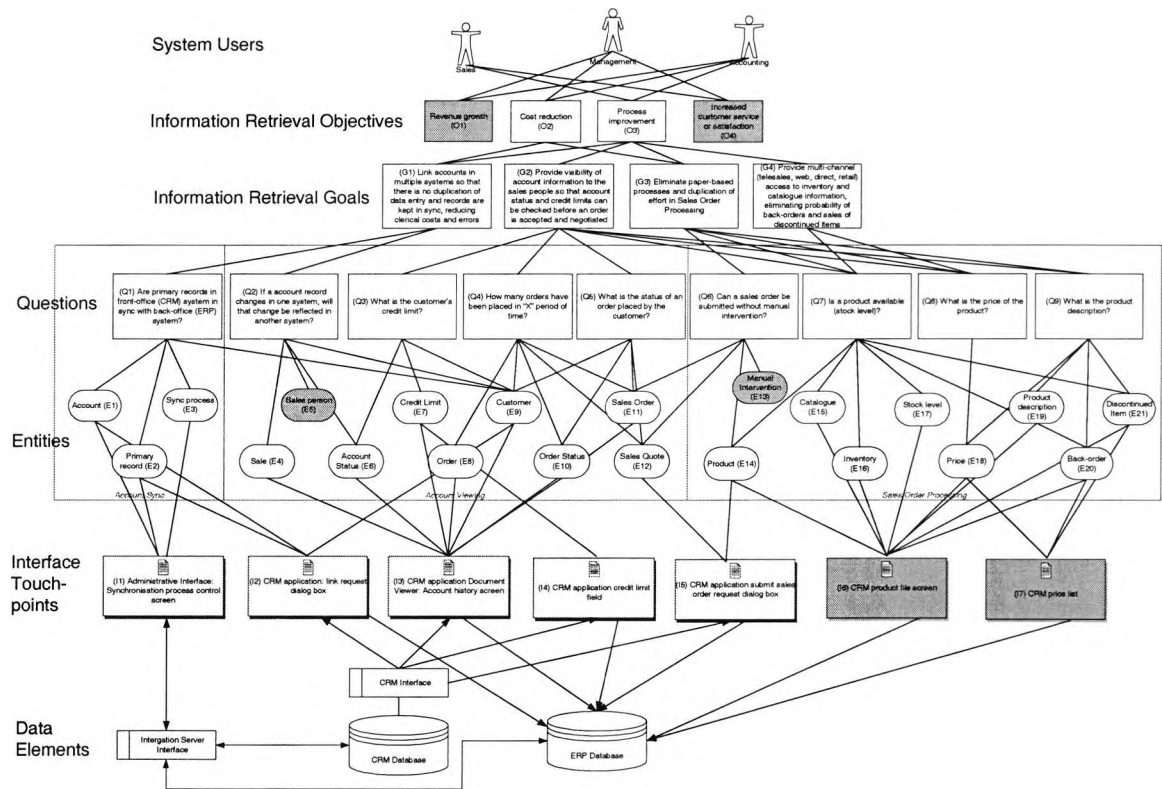 System Users
Sales
Management
Accounting
Information Retrieval Objectives
Revenue growth
(O1)
Cost reduction
(O2)
Process
improvement
(O3)
Increased
customer service
or satisfaction
(O4)
Information Retrieval Goals
(G1) Link accounts in
multiple systems so that
there is no duplication of
data entry and records are
kept in sync, reducing
clerical costs and errors
(G2) Provide visibility of
account information to the
sales people so that account
status and credit limits can
be checked before an order
is accepted and negotiated
(G3) Eliminate paper-based
processes and duplication of
effort in Sales Order
Processing
(G4) Provide multi-channel
(telesales, web, direct, retail)
access to inventory and
catalogue information,
eliminating probability of
back-orders and sales of
discontinued items
Questions
(Q1) Are primary records in
front-office (CRM) system in
sync with back-office (ERP)
system?
(Q2) If a account record
changes in one system, will
that change be reflected in
another system?
(Q3) What is the customer's
credit limit?
(Q4) How many orders have
been placed in "X" period of
time?
(Q5) What is the status of an
order placed by the
customer?
(Q6) Can a sales order be
submitted without manual
intervention?
(Q7) Is a product available
(stock level)?
(Q8) What is the price of the
product?
(Q9) What is the product
description?
Entities
Account (E1)
Sync process
(E3)
Primary
record (E2)
Sales person
(E5)
Sale (E4)
Account
Status (E6)
Credit Limit
(E7)
Customer
(E9)
Order (E8)
Order Status
(E10)
Sales Order
(E11)
Sales Quote
(E12)
Manual
Intervention
(E13)
Product (E14)
Catalogue
(E15)
Inventory
(E16)
Stock level
(E17)
Price (E18)
Product
description
(E19)
Discontinued
Item (E21)
Back-order
(E20)
Account Sync
Account Viewing
Sales Order Processing
Interface
Touch-
points
(I1) Administrative Interface:
Synchronisation process control
screen
(I2) CRM application: link request
dialog box
(I3) CRM application Document
Viewer: Account history screen
(I4) CRM application credit limit
field
(I5) CRM application submit sales
order request dialog box
(I6) CRM product file screen
(I7) CRM price list
CRM Interface
Data
Elements
Intergation Server
Interface
CRM Database
ERP Database